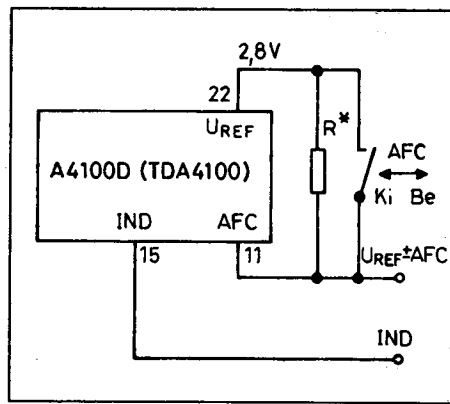 2,8V
22
UREF
R*
A4100D (TDA4100)
AFC
Ki Be
IND AFC
15 11
UREF±AFC
IND